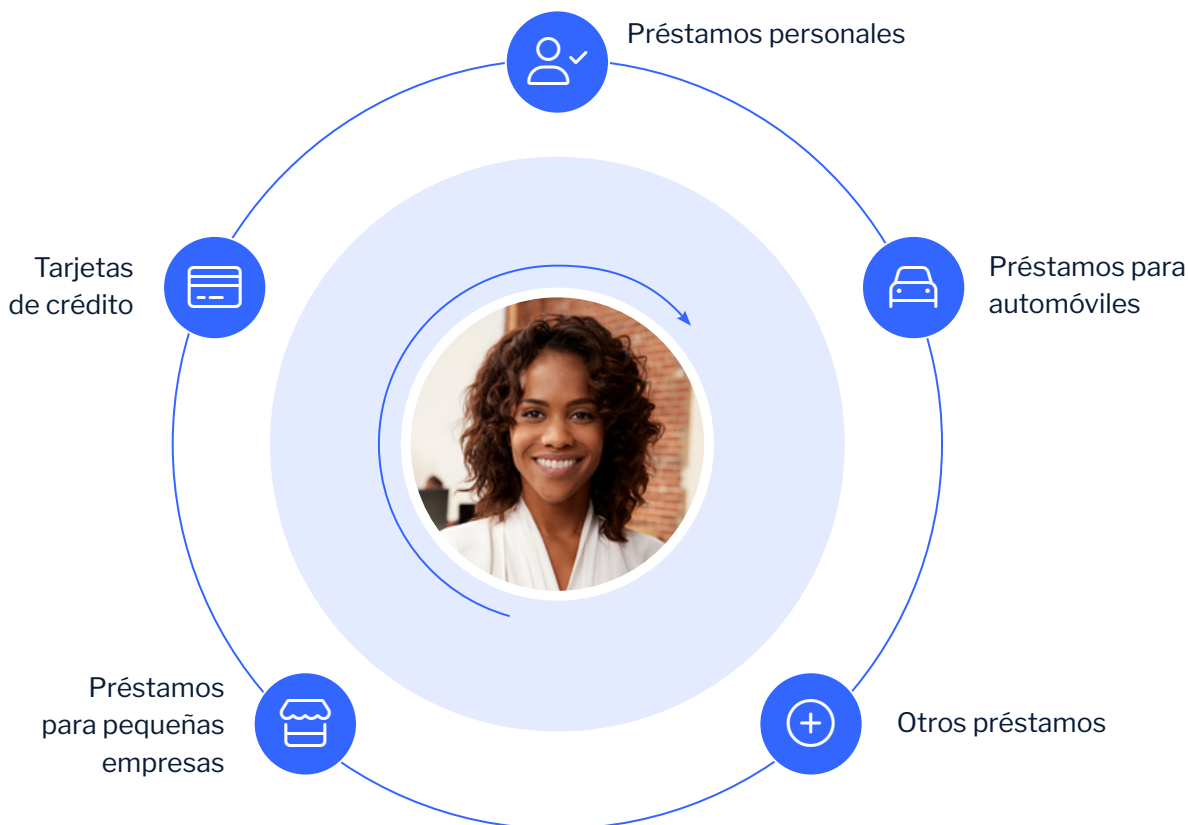 Préstamos personales
Préstamos para
automóviles
Otros préstamos
Préstamos
para pequeñas
empresas
Tarjetas
de crédito